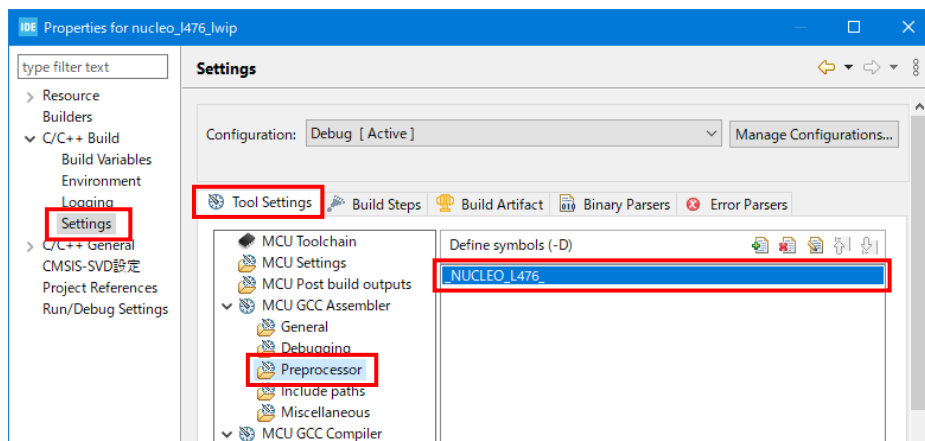 IDE Properties for nucleo_l476_lwip
type filter text
Resource
Builders
C/C++ Build
Build Variables
Environment
Logging
Settings
C/C++ General
CMSIS-SVD設定
Project References
Run/Debug Settings
Settings
Configuration: Debug [ Active ] Manage Configurations...
Tool Settings Build Steps Build Artifact Binary Parsers Error Parsers
MCU Toolchain
MCU Settings
MCU Post build outputs
MCU GCC Assembler
General
Debugging
Preprocessor
Include paths
Miscellaneous
MCU GCC Compiler
Define symbols (-D)
_NUCLEO_L476_